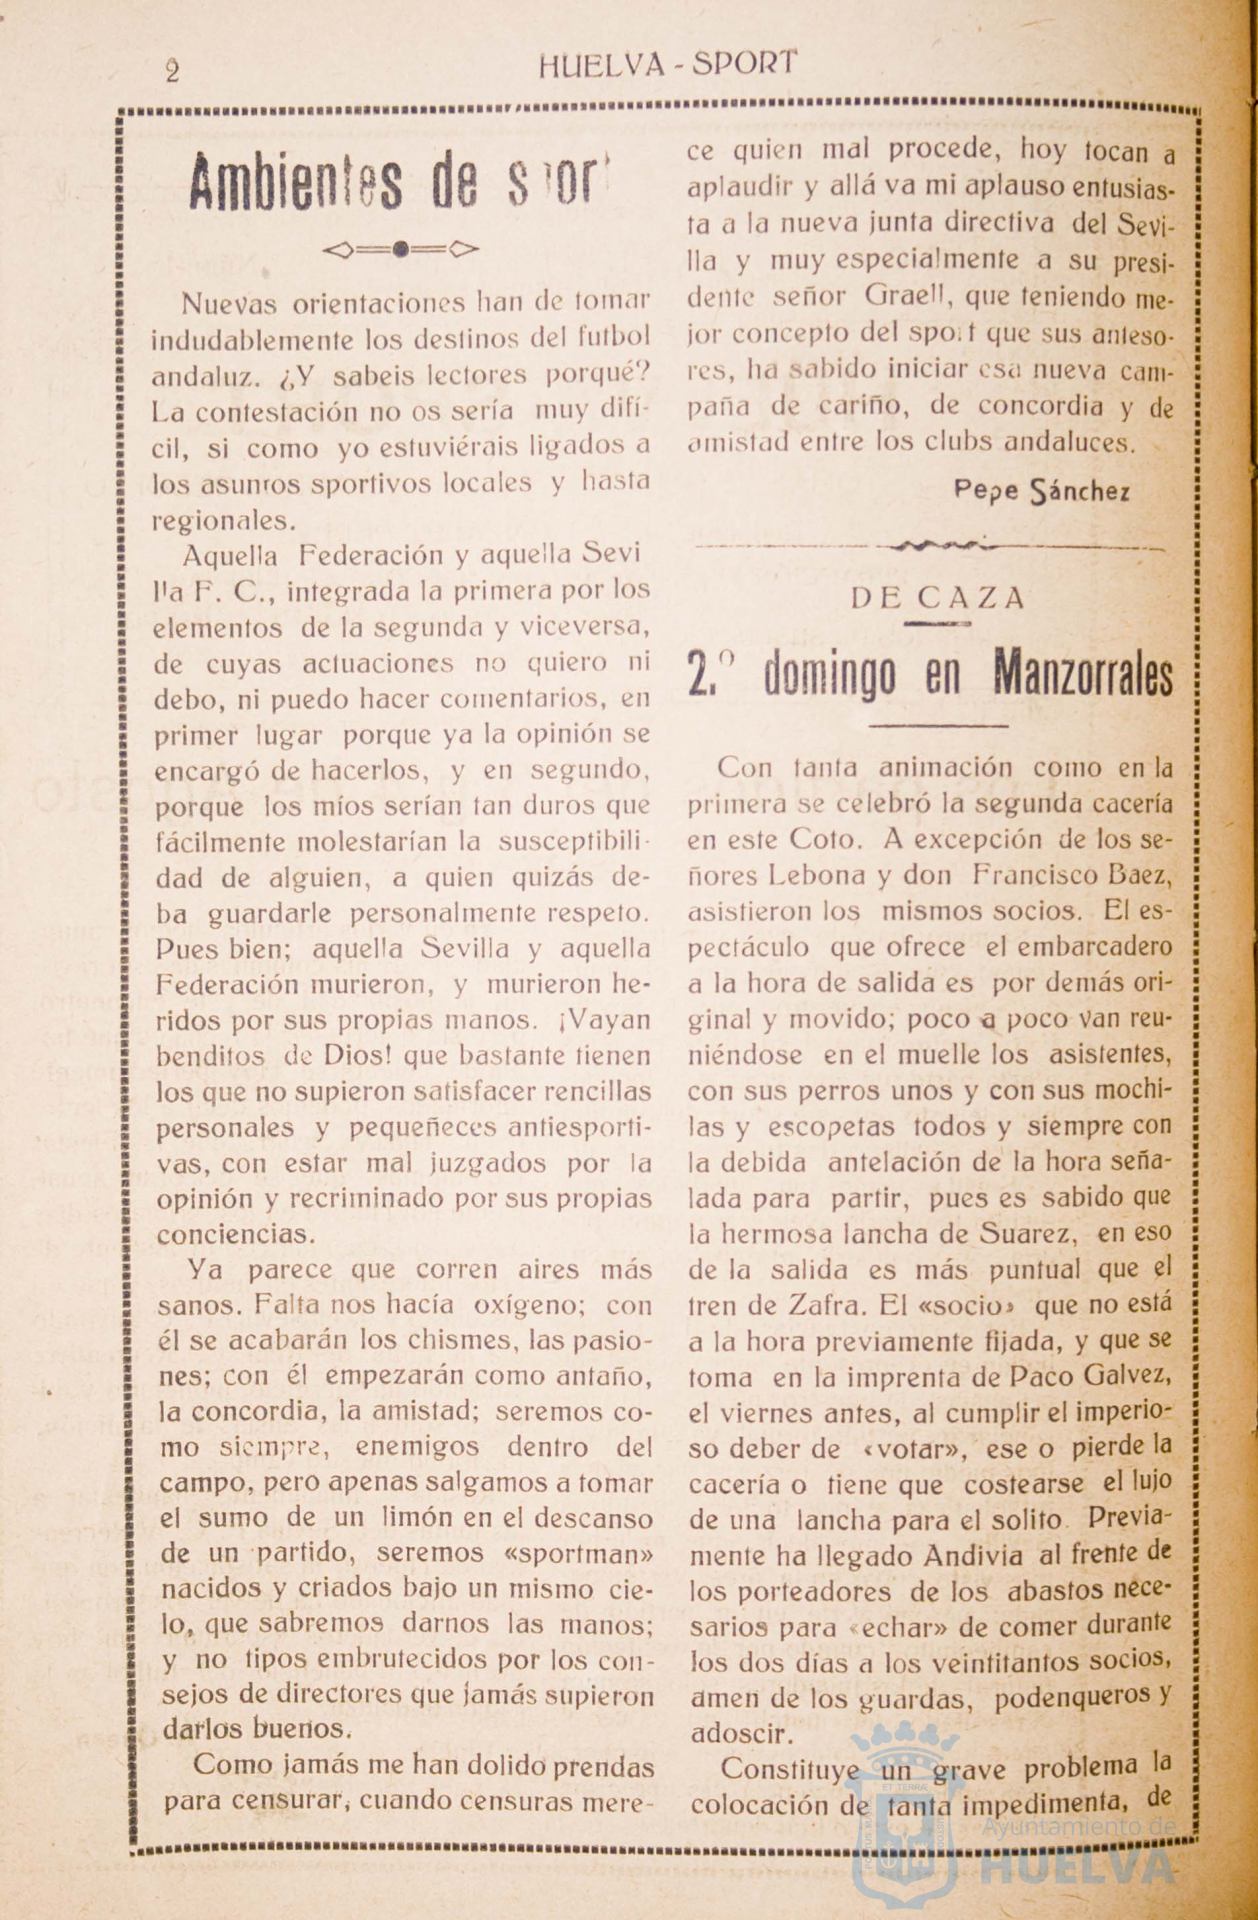 2
HUELVA - SPORT
Ambientes de sport
Nuevas orientaciones han de tomar
indudablemente los destinos del futbol
andaluz. ¿Y sabeis lectores porqué?
La contestación no os sería muy difí-
cil, si como yo estuviérais ligados a
los asuntos sportivos locales y hasta
regionales.
Aquella Federación y aquella Sevi
lla F. C., integrada la primera por los
elementos de la segunda y viceversa,
de cuyas actuaciones no quiero ni
debo, ni puedo hacer comentarios, en
primer lugar porque ya la opinión se
encargó de hacerlos, y en segundo,
porque los míos serían tan duros que
fácilmente molestarían la susceptibili-
dad de alguien, a quien quizás de-
ba guardarle personalmente respeto.
Pues bien; aquella Sevilla y aquella
Federación murieron, y murieron he-
ridos por sus propias manos. ¡Vayan
benditos de Dios! que bastante tienen
los que no supieron satisfacer rencillas
personales y pequeñeces antiesporti-
vas, con estar mal juzgados por la
opinión y recriminado por sus propias
conciencias.
Ya parece que corren aires más
sanos. Falta nos hacía oxígeno; con
él se acabarán los chismes, las pasio-
nes; con él empezarán como antaño,
la concordia, la amistad; seremos co-
mo siempre, enemigos dentro del
campo, pero apenas salgamos a tomar
el sumo de un limón en el descanso
de un partido, seremos «sportman»
nacidos y criados bajo un mismo cie-
lo, que sabremos darnos las manos;
y no tipos embrutecidos por los con-
sejos de directores que jamás supieron
darlos buenos.
Como jamás me han dolido prendas
para censurar, cuando censuras mere-
ce quien mal procede, hoy tocan a
aplaudir y allá va mi aplauso entusias-
ta a la nueva junta directiva del Sevi-
lla y muy especialmente a su presi-
dente señor Graell, que teniendo me-
jor concepto del sport que sus anteso-
res, ha sabido iniciar esa nueva cam-
paña de cariño, de concordia y de
amistad entre los clubs andaluces.
Pepe Sánchez
DE CAZA
2.º domingo en Manzorrales
Con tanta animación como en la
primera se celebró la segunda cacería
en este Coto. A excepción de los se-
ñores Lebona y don Francisco Baez,
asistieron los mismos socios. El es-
pectáculo que ofrece el embarcadero
a la hora de salida es por demás ori-
ginal y movido; poco a poco van reu-
niéndose en el muelle los asistentes,
con sus perros unos y con sus mochi-
las y escopetas todos y siempre con
la debida antelación de la hora seña-
lada para partir, pues es sabido que
la hermosa lancha de Suarez, en eso
de la salida es más puntual que el
tren de Zafra. El «socio» que no está
a la hora previamente fijada, y que se
toma en la imprenta de Paco Galvez,
el viernes antes, al cumplir el imperio-
so deber de «votar», ese o pierde la
cacería o tiene que costearse el lujo
de una lancha para el solito. Previa-
mente ha llegado Andivia al frente de
los porteadores de los abastos nece-
sarios para «echar» de comer durante
los dos días a los veintitantos socios,
amen de los guardas, podenqueros y
adoscir.
Constituye un grave problema la
colocación de tanta impedimenta, de
Ayuntamiento de
HUELVA